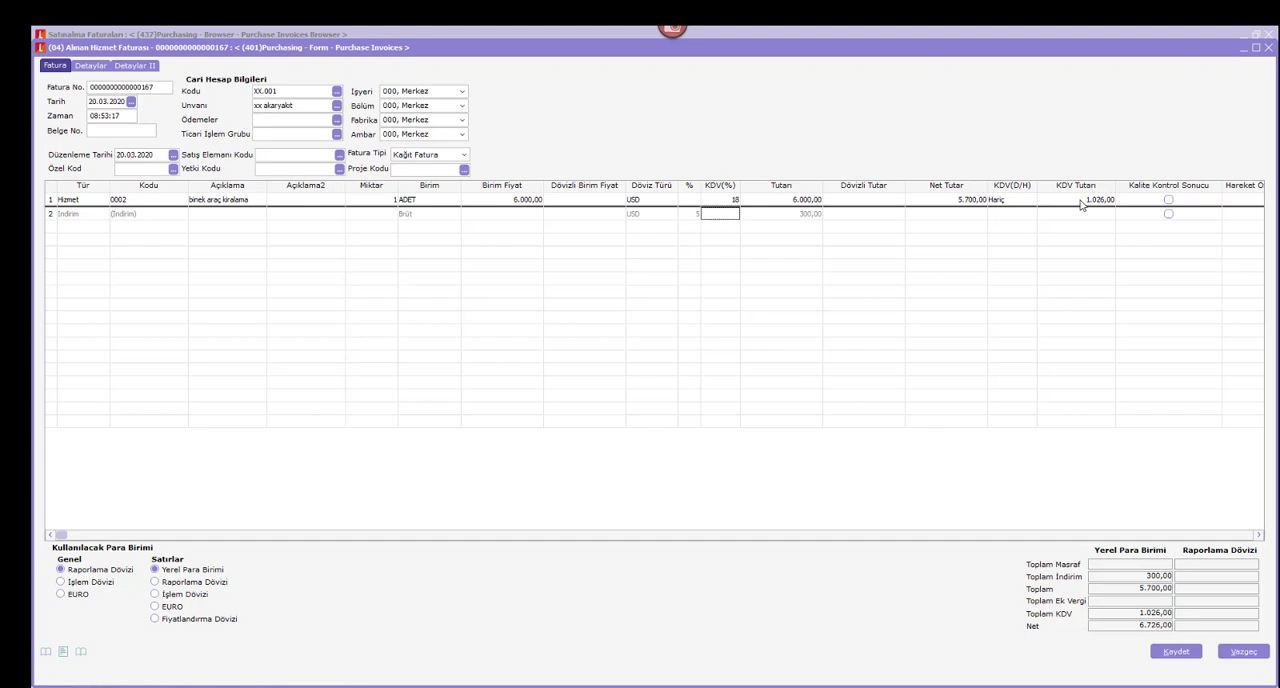 Satınalma Faturaları : < (437)Purchasing - Browser - Purchase Invoices Browser >
(04) Alınan Hizmet Faturası - 0000000000000167 : < (401)Purchasing - Form - Purchase Invoices >
Fatura Detaylar Detaylar II
Cari Hesap Bilgileri
Fatura No. 0000000000000167 Kodu XX.001 İşyeri 000, Merkez
Tarih 20.03.2020 Unvanı xx akaryakıt Bölüm 000, Merkez
Zaman 08:53:17 Ödemeler Fabrika 000, Merkez
Belge No. Ticari İşlem Grubu Ambar 000, Merkez
Düzenleme Tarihi 20.03.2020 Satış Elemanı Kodu Fatura Tipi Kağıt Fatura
Özel Kod Yetki Kodu Proje Kodu
Tür Kodu Açıklama Açıklama2 Miktar Birim Birim Fiyat Dövizli Birim Fiyat Döviz Türü % KDV(%) Tutarı Dövizli Tutar Net Tutar KDV(D/H) KDV Tutarı Kalite Kontrol Sonucu Hareket Ö
1 Hizmet 0002 binek araç kiralama 1 ADET 6.000,00 USD 18 6.000,00 5.700,00 Hariç 1.026,00
2 İndirim (İndirim) Brüt USD 5 300,00
Kullanılacak Para Birimi
Genel Satırlar Yerel Para Birimi Raporlama Dövizi
Raporlama Dövizi Yerel Para Birimi Toplam Masraf
İşlem Dövizi Raporlama Dövizi Toplam İndirim 300,00
EURO İşlem Dövizi Toplam 5.700,00
EURO Toplam Ek Vergi
Fiyatlandırma Dövizi Toplam KDV 1.026,00
Net 6.726,00
Kaydet Vazgeç